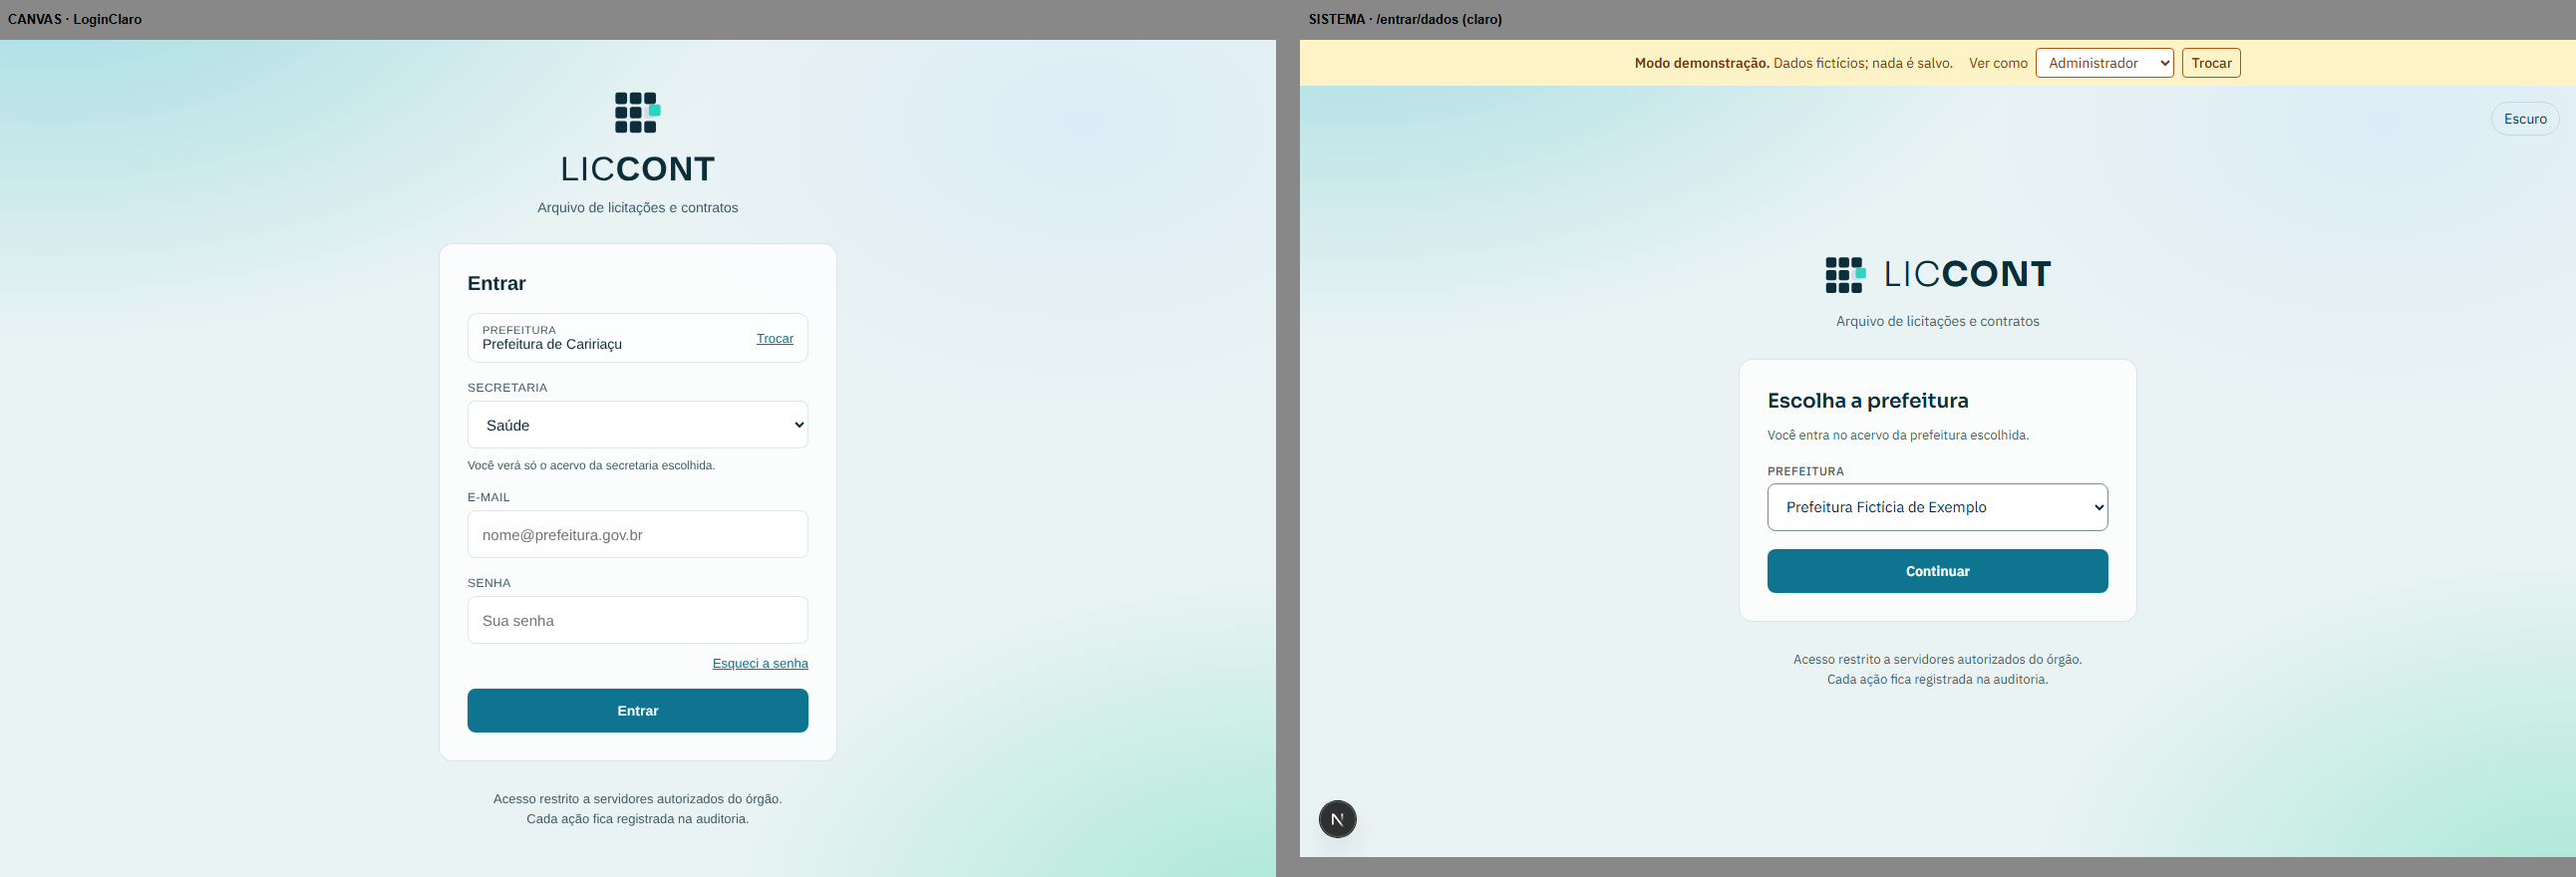 CANVAS · LoginClaro
LICCONT
Arquivo de licitações e contratos
Entrar
PREFEITURA
Prefeitura de Caririaçu
Trocar
SECRETARIA
Saúde
Você verá só o acervo da secretaria escolhida.
E-MAIL
nome@prefeitura.gov.br
SENHA
Sua senha
Esqueci a senha
Entrar
Acesso restrito a servidores autorizados do órgão.
Cada ação fica registrada na auditoria.
SISTEMA · /entrar/dados (claro)
Modo demonstração. Dados fictícios; nada é salvo. Ver como Administrador Trocar
Escuro
LICCONT
Arquivo de licitações e contratos
Escolha a prefeitura
Você entra no acervo da prefeitura escolhida.
PREFEITURA
Prefeitura Fictícia de Exemplo
Continuar
Acesso restrito a servidores autorizados do órgão.
Cada ação fica registrada na auditoria.
N